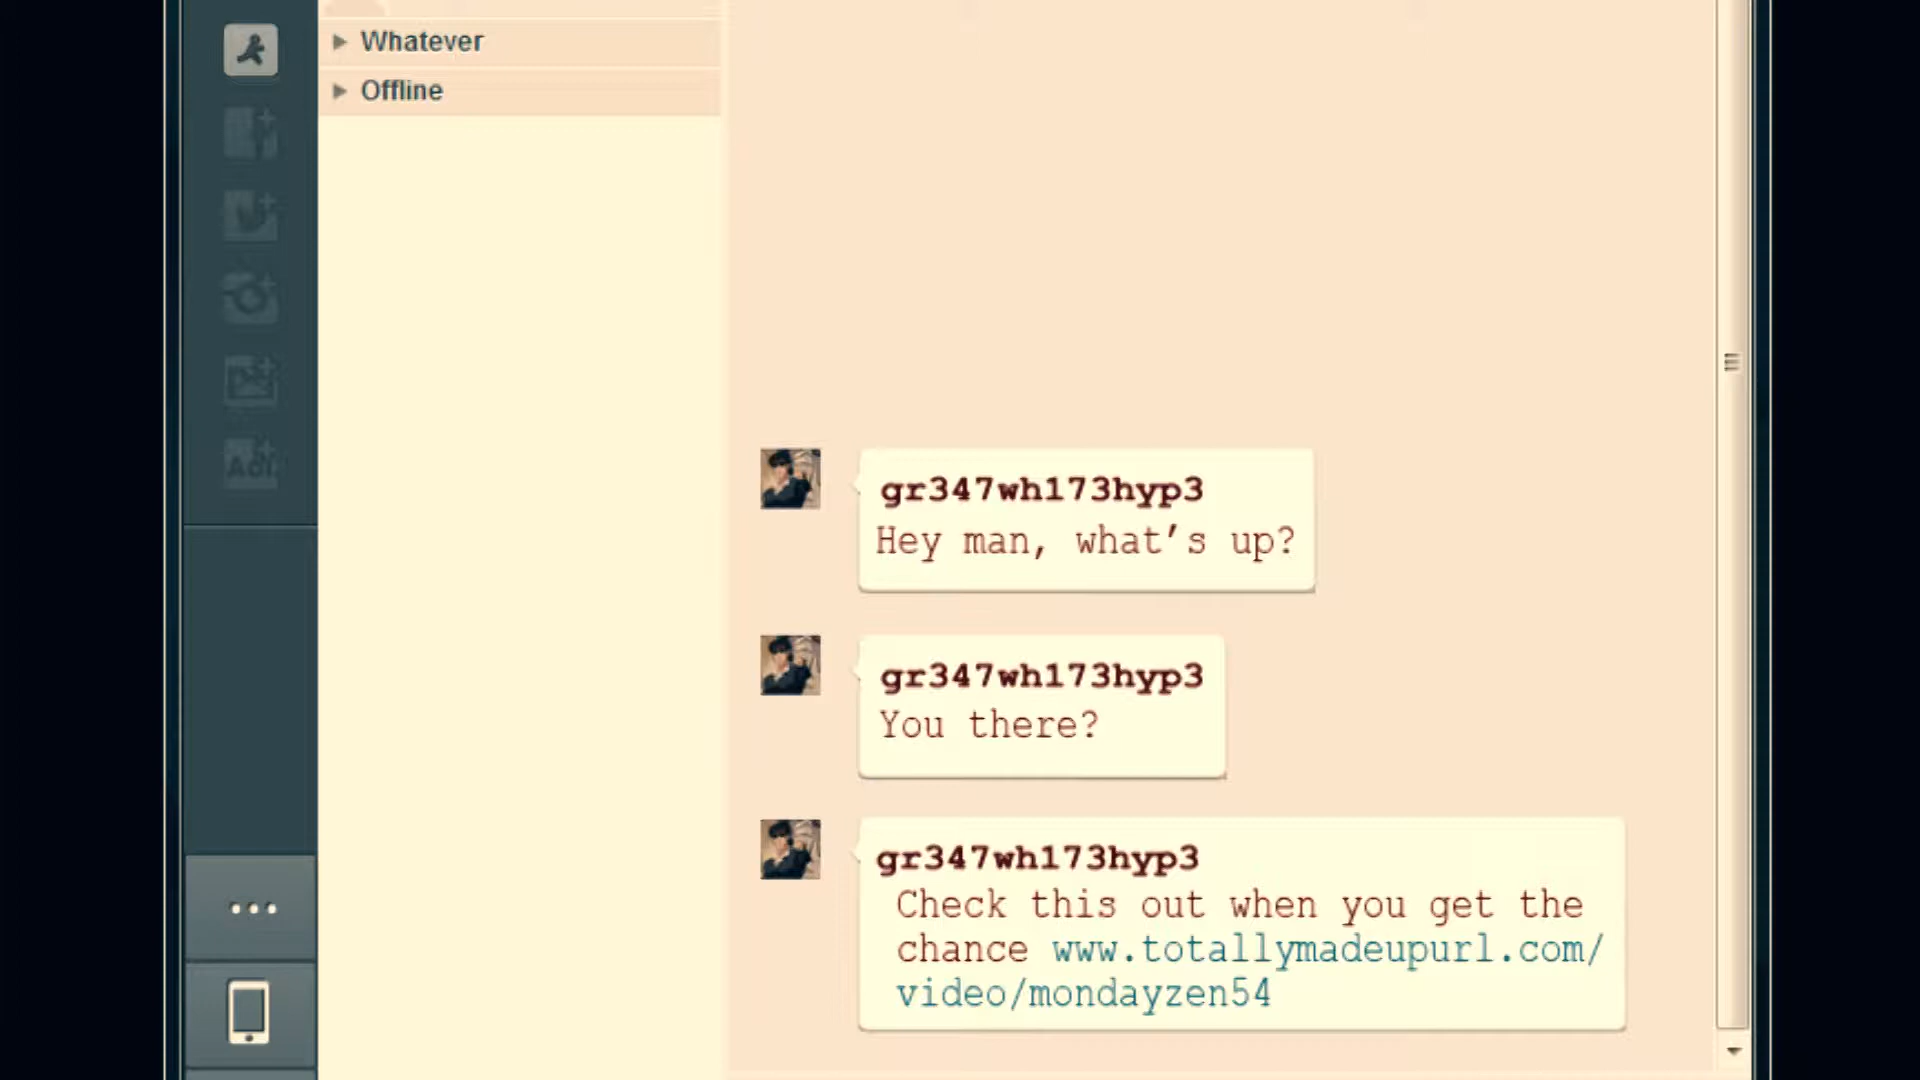 Whatever
Offline
gr347wh173hyp3
Hey man, what’s up?
gr347wh173hyp3
You there?
gr347wh173hyp3
Check this out when you get the
chance www.totallymadeupurl.com/
video/mondayzen54